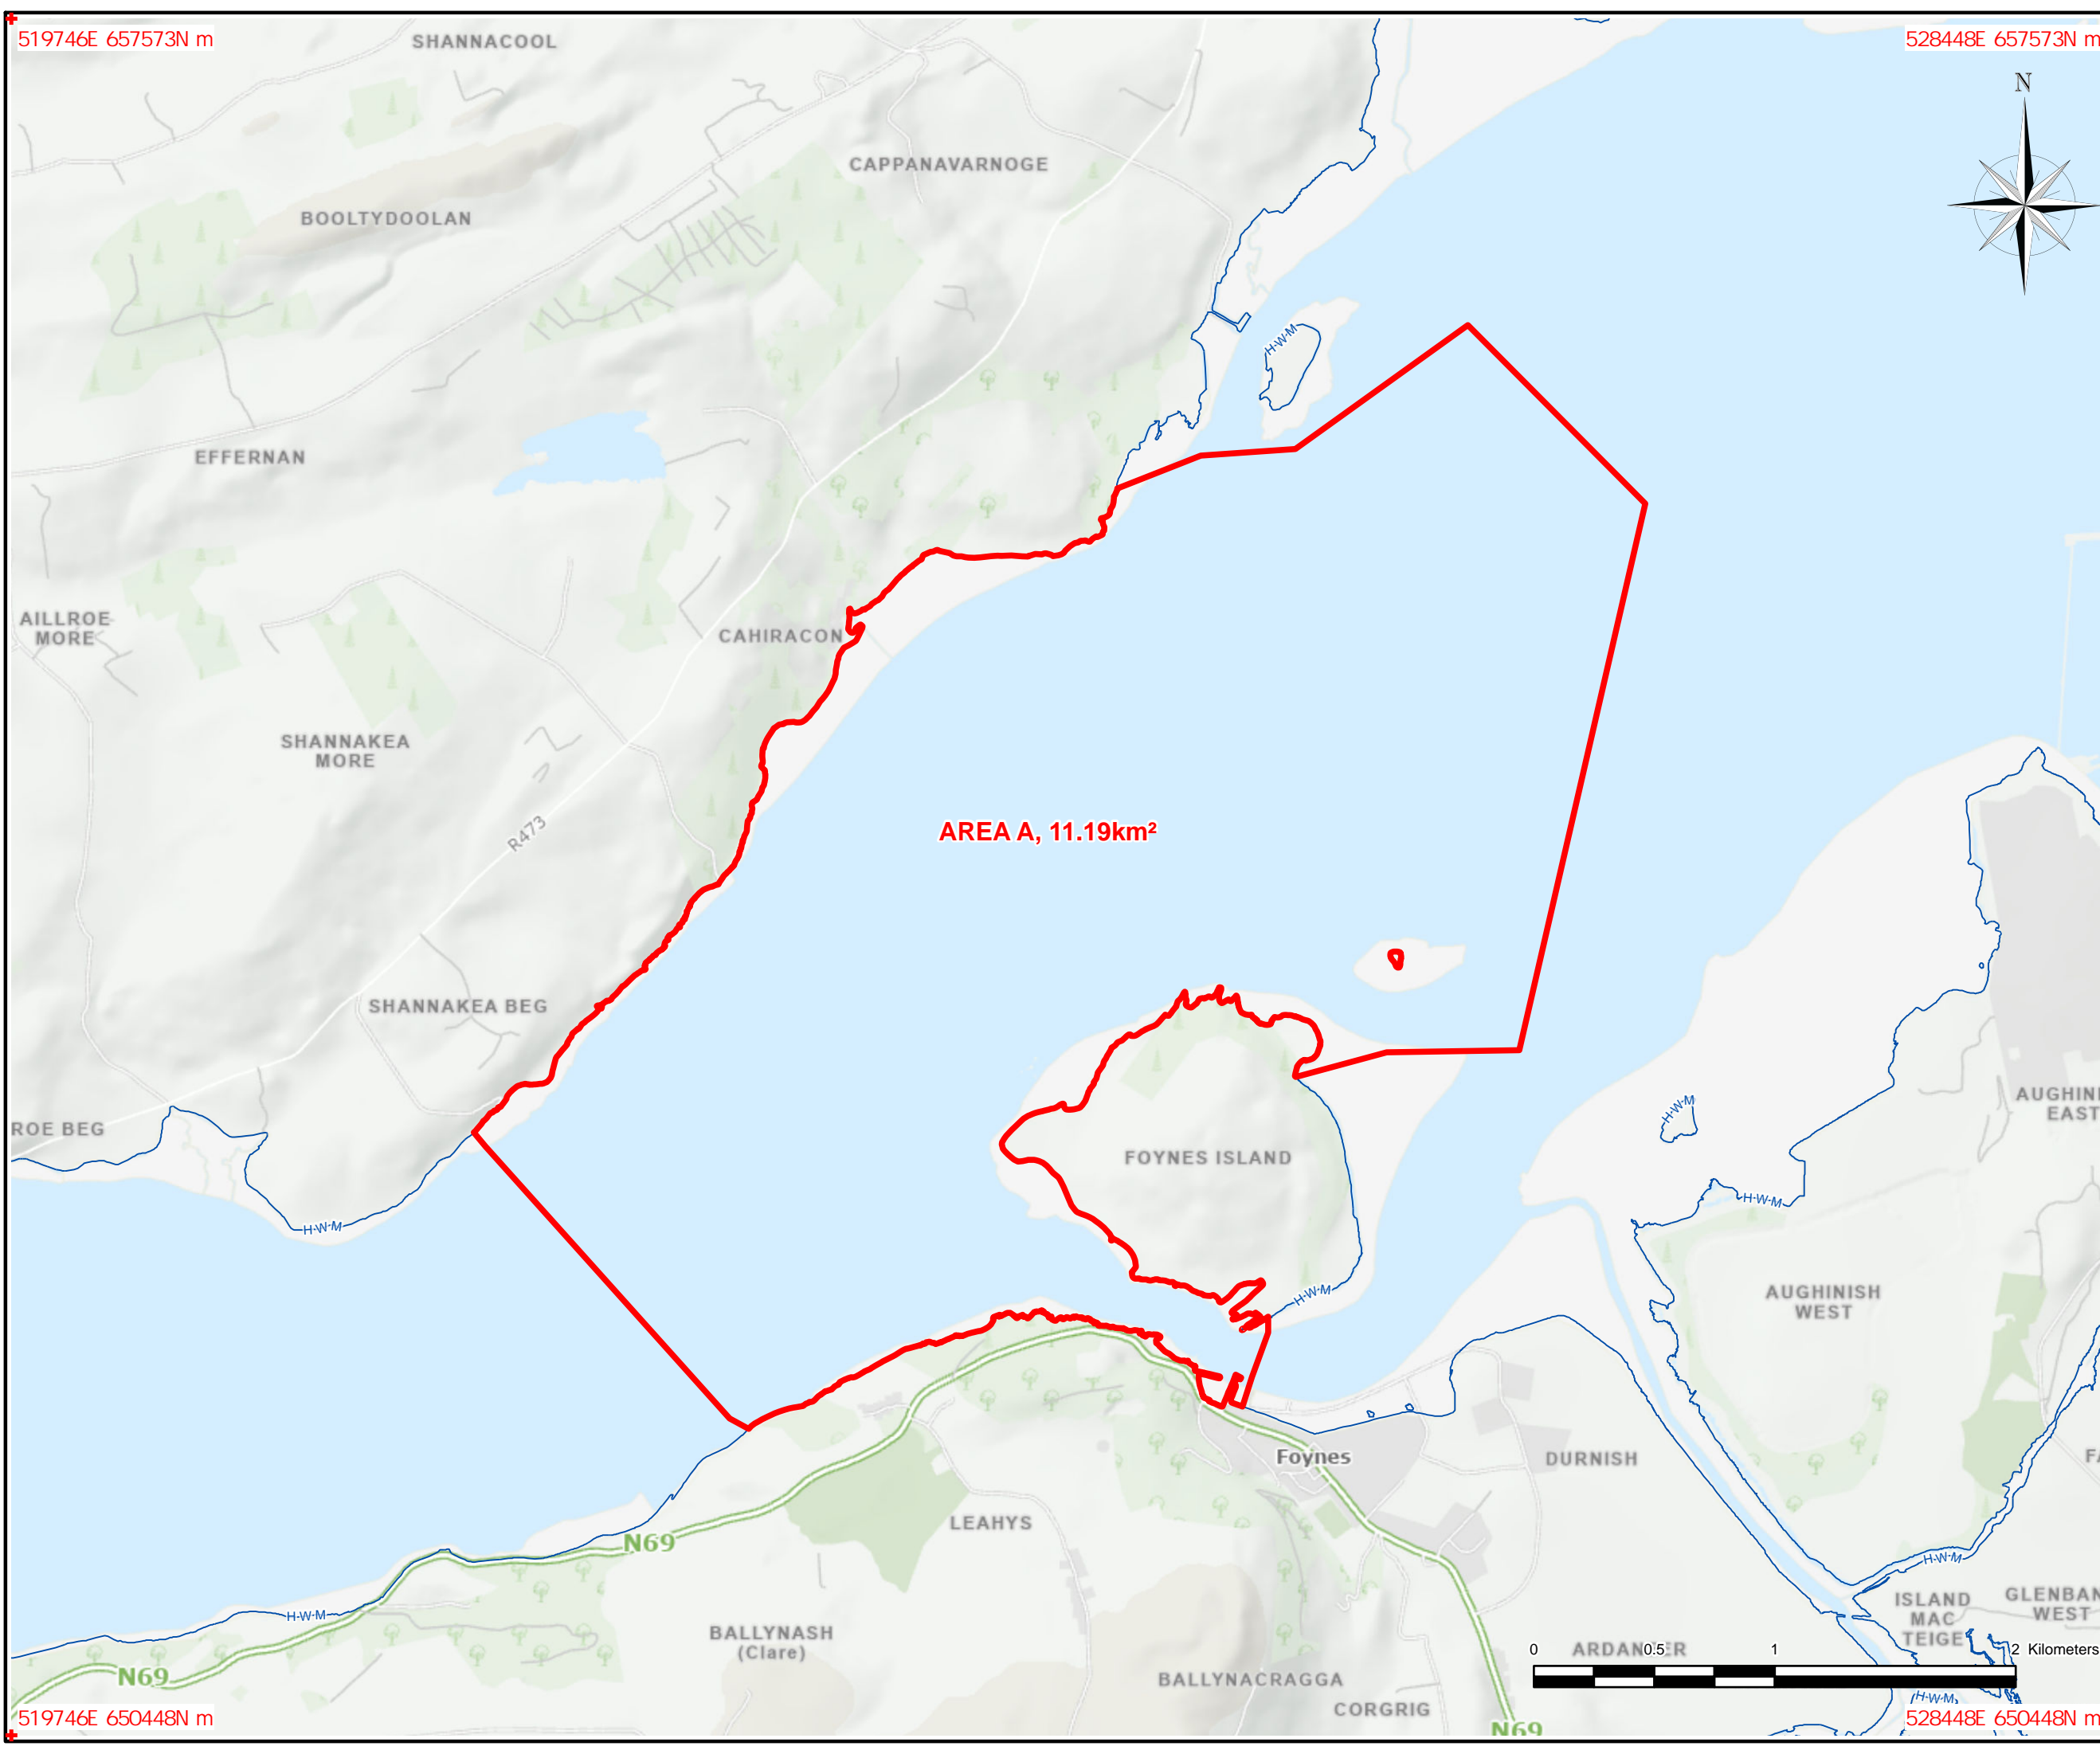 519746E 657573N m
SHANNACOOL
528448E 657573N m
N
CAPPANAVARNOGE
BOOLTYDOOLAN
H-W-M
EFFERNAN
AILLROE
MORE
CAHIRACON
SHANNAKEA
MORE
R473
AREA A, 11.19km²
SHANNAKEA BEG
ROE BEG
H-W-M
FOYNES ISLAND
H-W-M
H-W-M
H-W-M
AUGHIN
EAST
AUGHINISH
WEST
Foynes
DURNISH
LEAHYS
N69
H-W-M
BALLYNASH
(Clare)
N69
BALLYNACRAGGA
CORGRIG
N69
H-W-M
ISLAND
MAC
TEIGE
GLENBAN
WEST
0 0.5 1 2 Kilometers
H-W-M
519746E 650448N m
528448E 650448N m